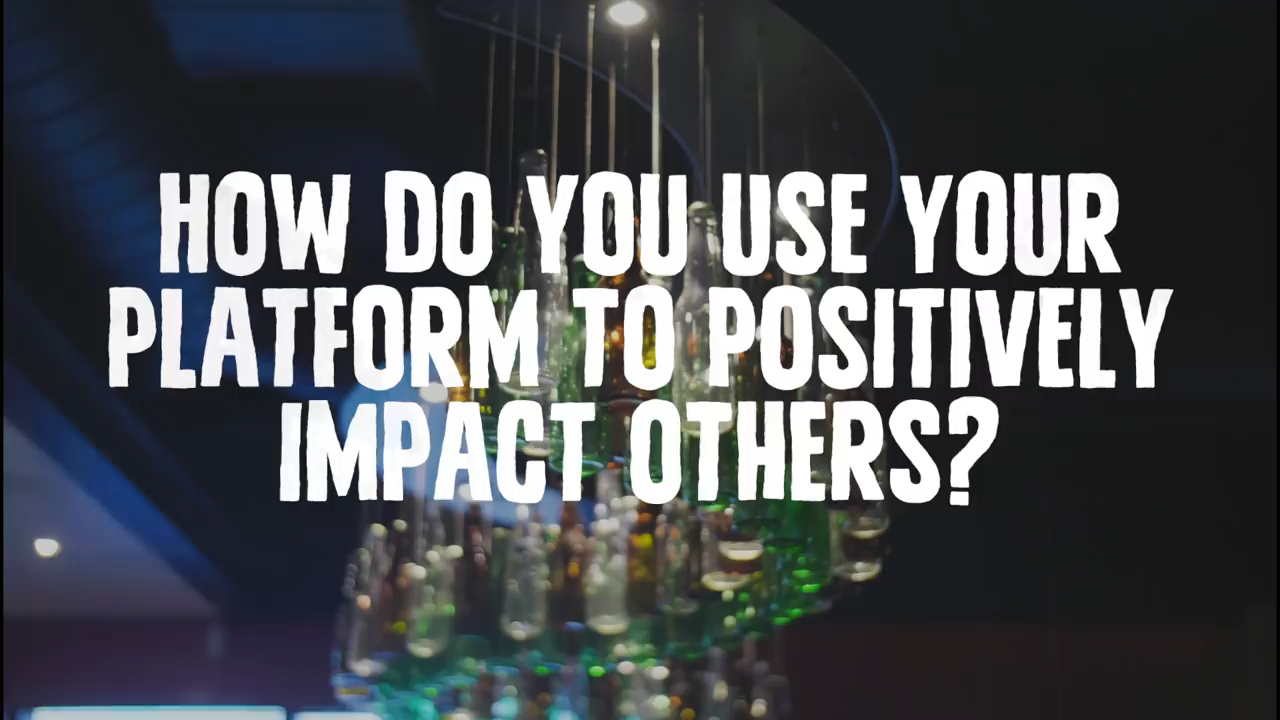 HOW DO YOU USE YOUR
PLATFORM TO POSITIVELY
IMPACT OTHERS?